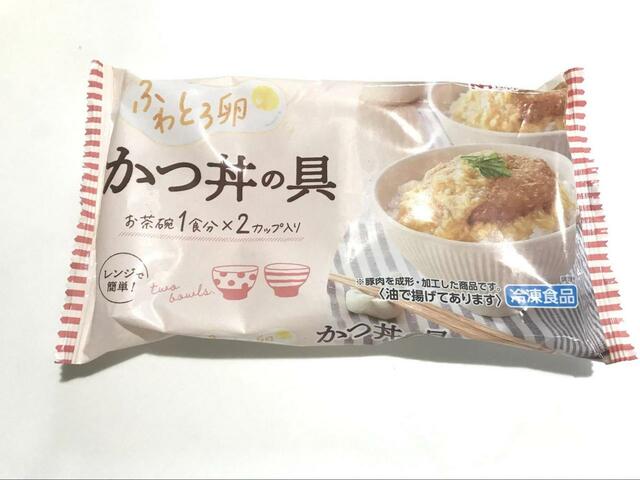 ふわとろ卵
かつ丼の具
お茶碗1食分×2カップ入り
レンジで
簡単！
two
bowls.
※豚肉を成形・加工した商品です。
〈油で揚げてあります〉
冷凍食品
かつ丼の具